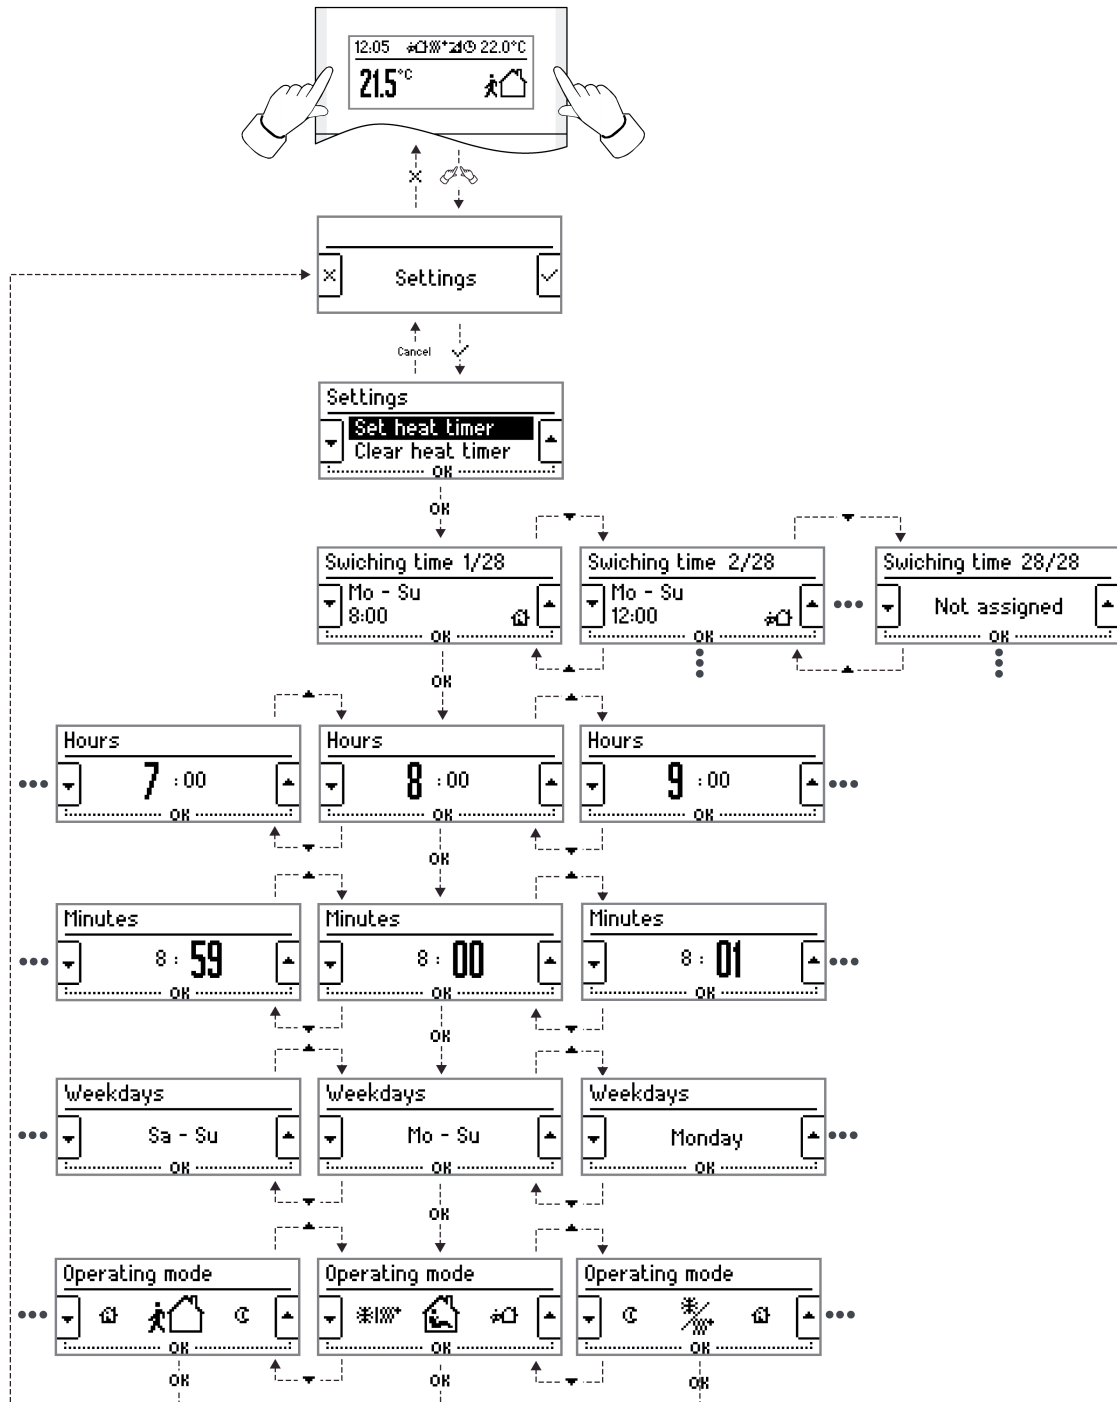 12:05 22.0°C
21.5°C
Settings
Cancel
Settings
Set heat timer
Clear heat timer
OK
OK
Swiching time 1/28
Mo - Su
8:00
OK
Swiching time 2/28
Mo - Su
12:00
OK
Swiching time 28/28
Not assigned
OK
OK
Hours
7 :00
OK
Hours
8 :00
OK
Hours
9 :00
OK
OK
Minutes
8: 59
OK
Minutes
8: 00
OK
Minutes
8: 01
OK
OK
Weekdays
Sa - Su
OK
Weekdays
Mo - Su
OK
Weekdays
Monday
OK
OK
Operating mode
OK
Operating mode
OK
Operating mode
OK
OK
OK
OK